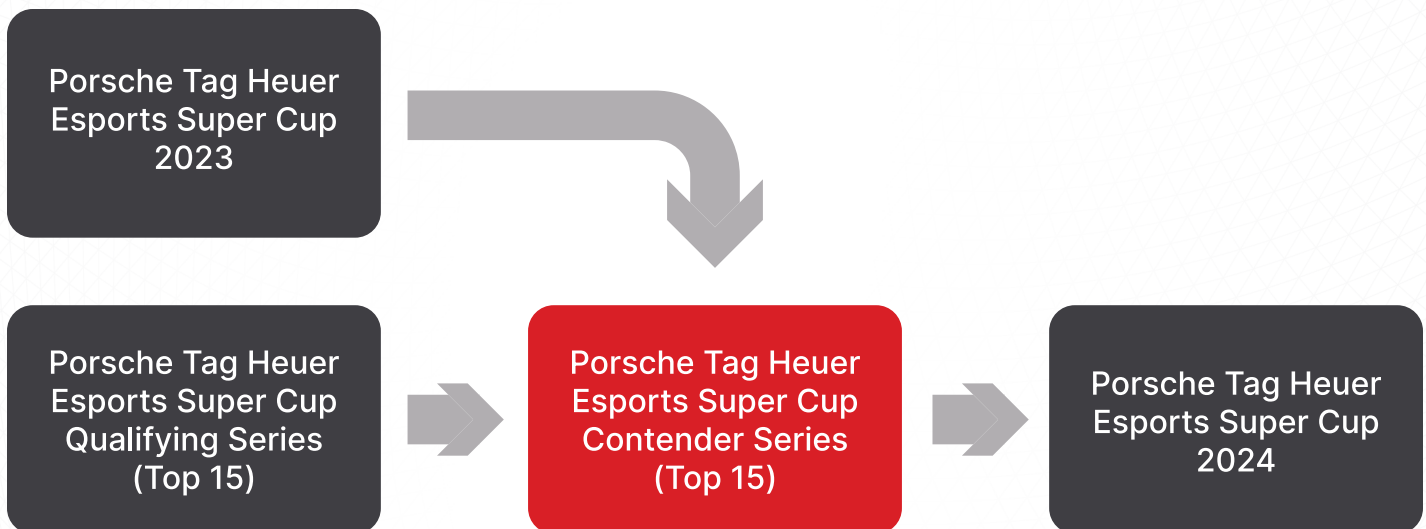 Porsche Tag Heuer
Esports Super Cup
2023
Porsche Tag Heuer
Esports Super Cup
Qualifying Series
(Top 15)
Porsche Tag Heuer
Esports Super Cup
Contender Series
(Top 15)
Porsche Tag Heuer
Esports Super Cup
2024